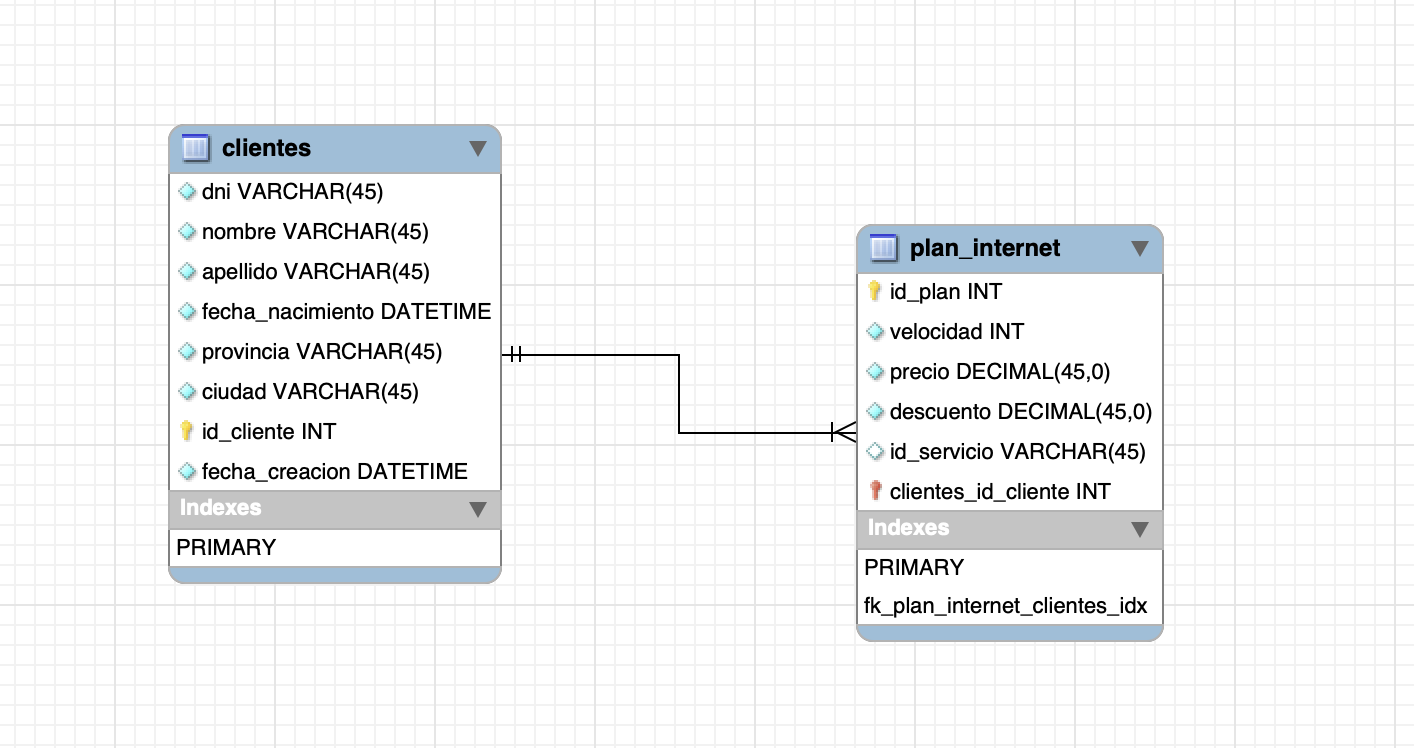 clientes
dni VARCHAR(45)
nombre VARCHAR(45)
apellido VARCHAR(45)
fecha_nacimiento DATETIME
provincia VARCHAR(45)
ciudad VARCHAR(45)
id_cliente INT
fecha_creacion DATETIME
Indexes
PRIMARY
plan_internet
id_plan INT
velocidad INT
precio DECIMAL(45,0)
descuento DECIMAL(45,0)
id_servicio VARCHAR(45)
clientes_id_cliente INT
Indexes
PRIMARY
fk_plan_internet_clientes_idx